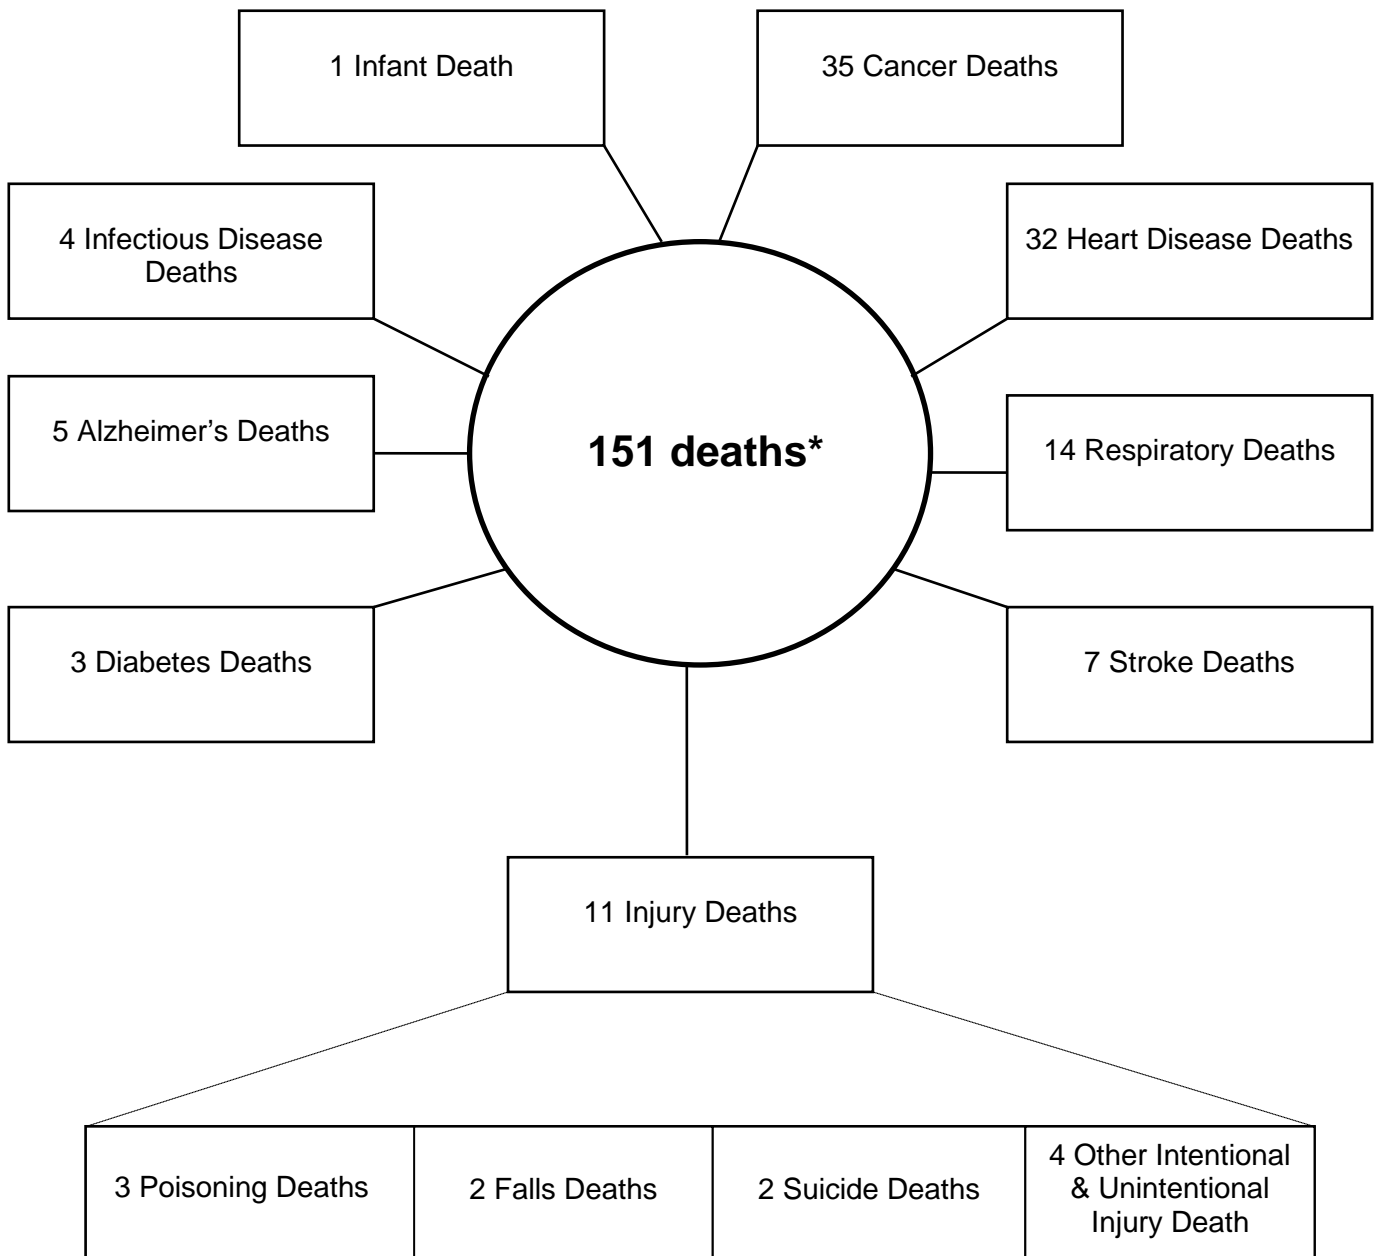 1 Infant Death
35 Cancer Deaths
4 Infectious Disease
Deaths
32 Heart Disease Deaths
5 Alzheimer’s Deaths
151 deaths*
14 Respiratory Deaths
3 Diabetes Deaths
7 Stroke Deaths
11 Injury Deaths
3 Poisoning Deaths
2 Falls Deaths
2 Suicide Deaths
4 Other Intentional
& Unintentional
Injury Death